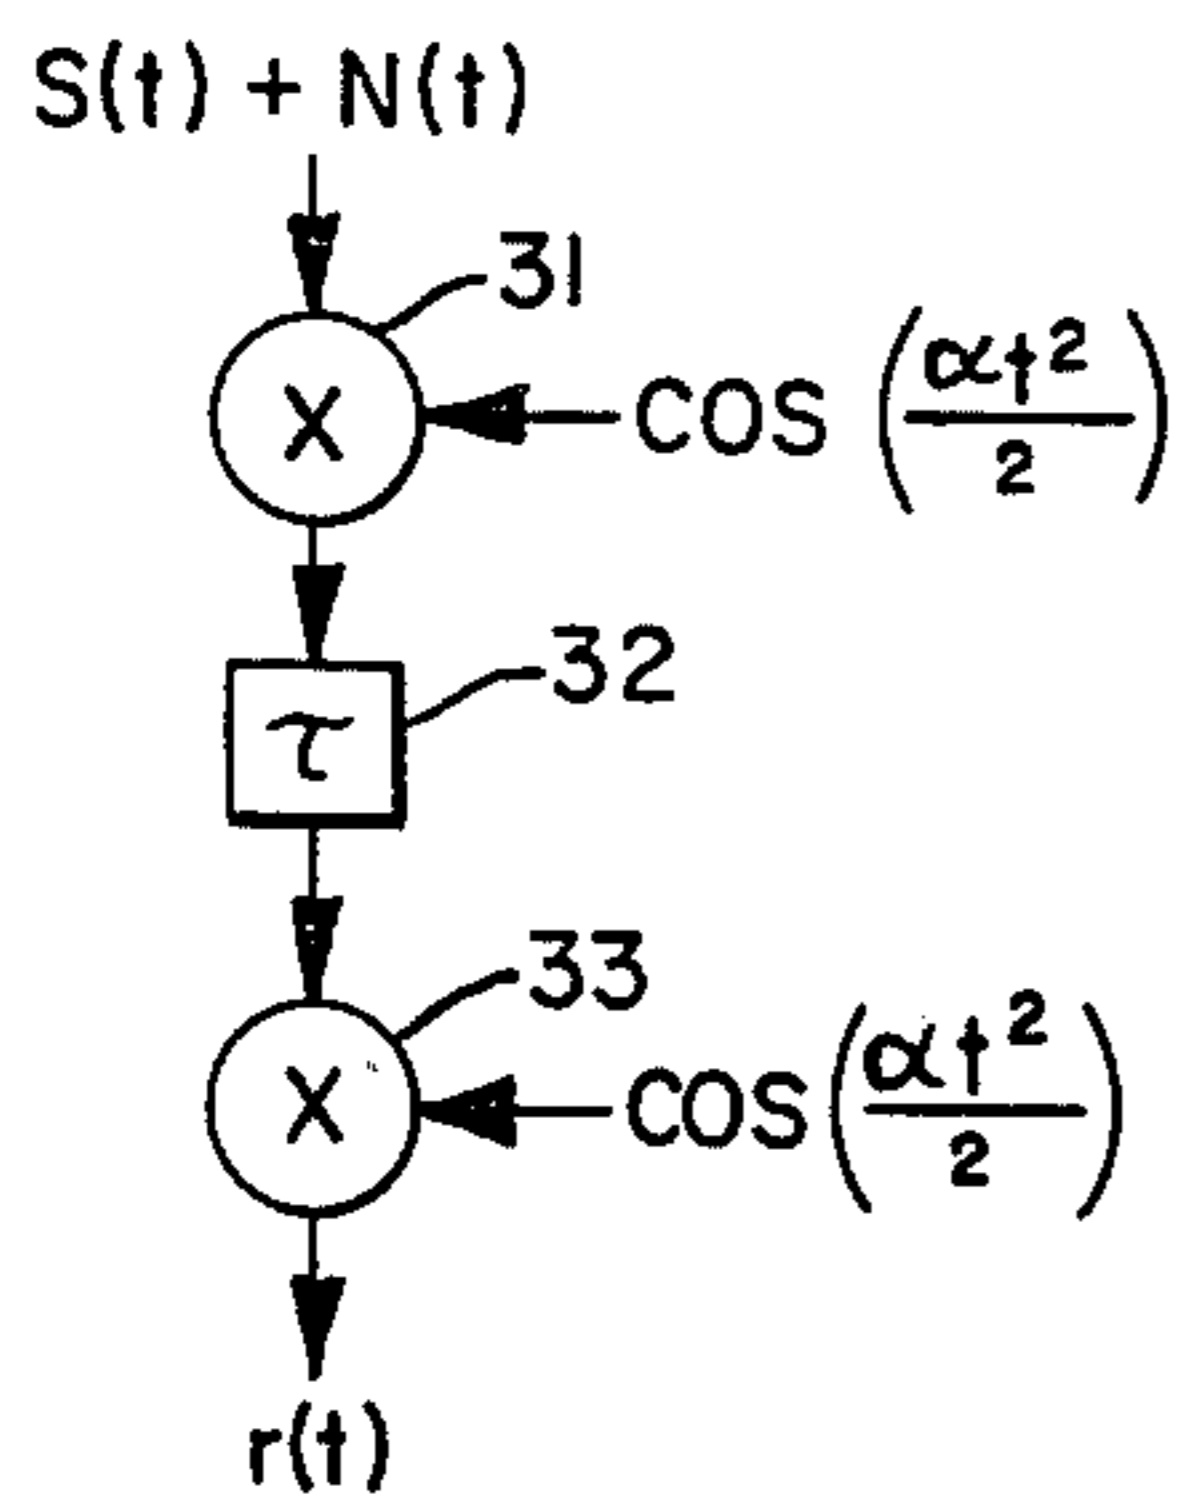 S(t) + N(t)
31
X
COS (αt²/2)
32
τ
33
X
COS (αt²/2)
r(t)